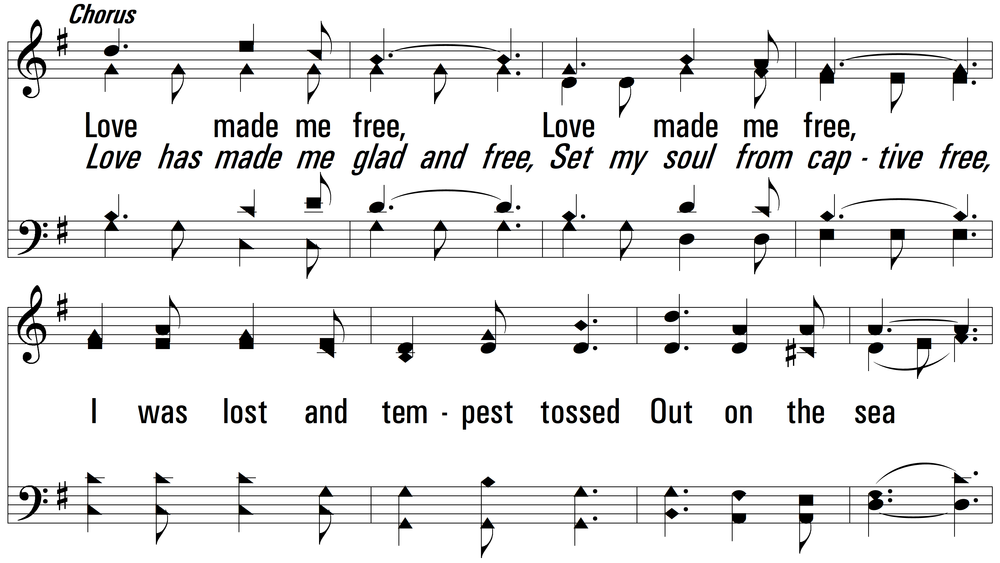 Chorus
Love made me free, Love made me free,
Love has made me glad and free, Set my soul from cap - tive free,
I was lost and tem - pest tossed Out on the sea